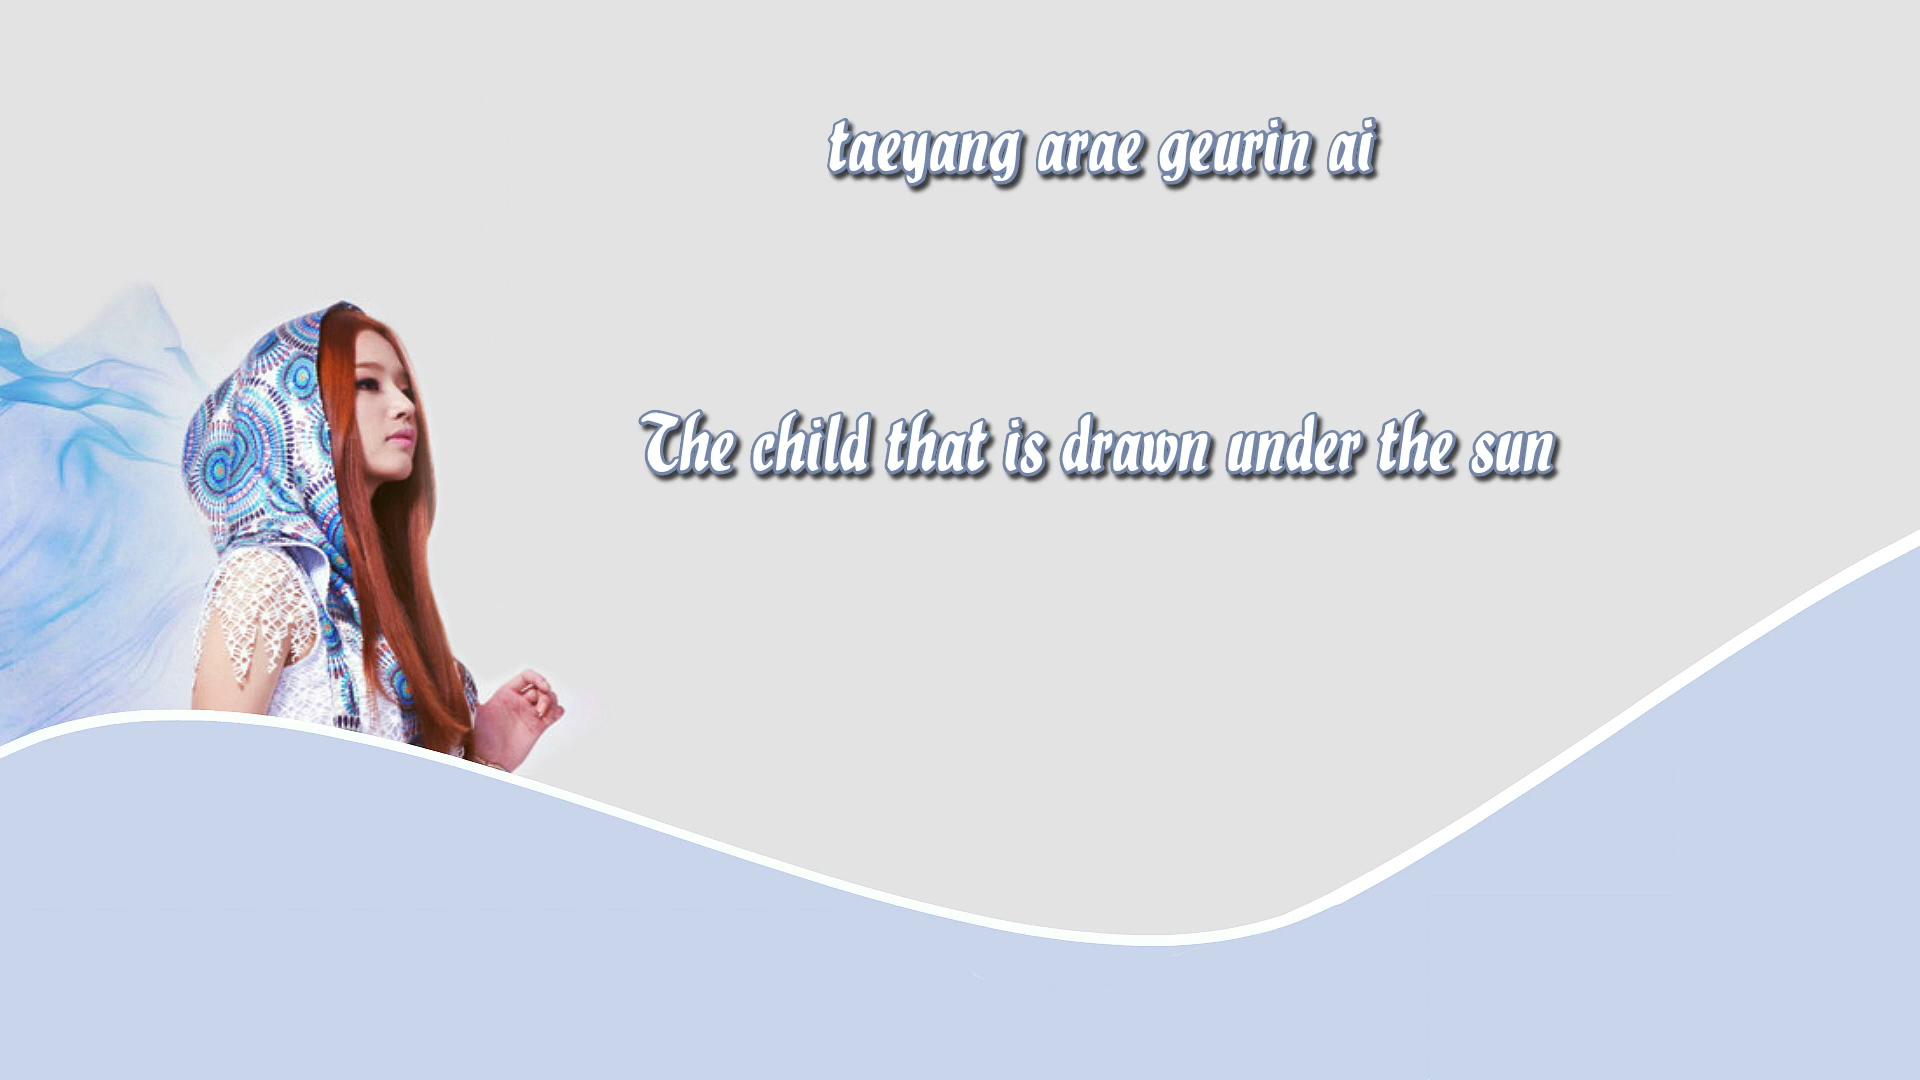 taeyang arae geurin ai
The child that is drawn under the sun